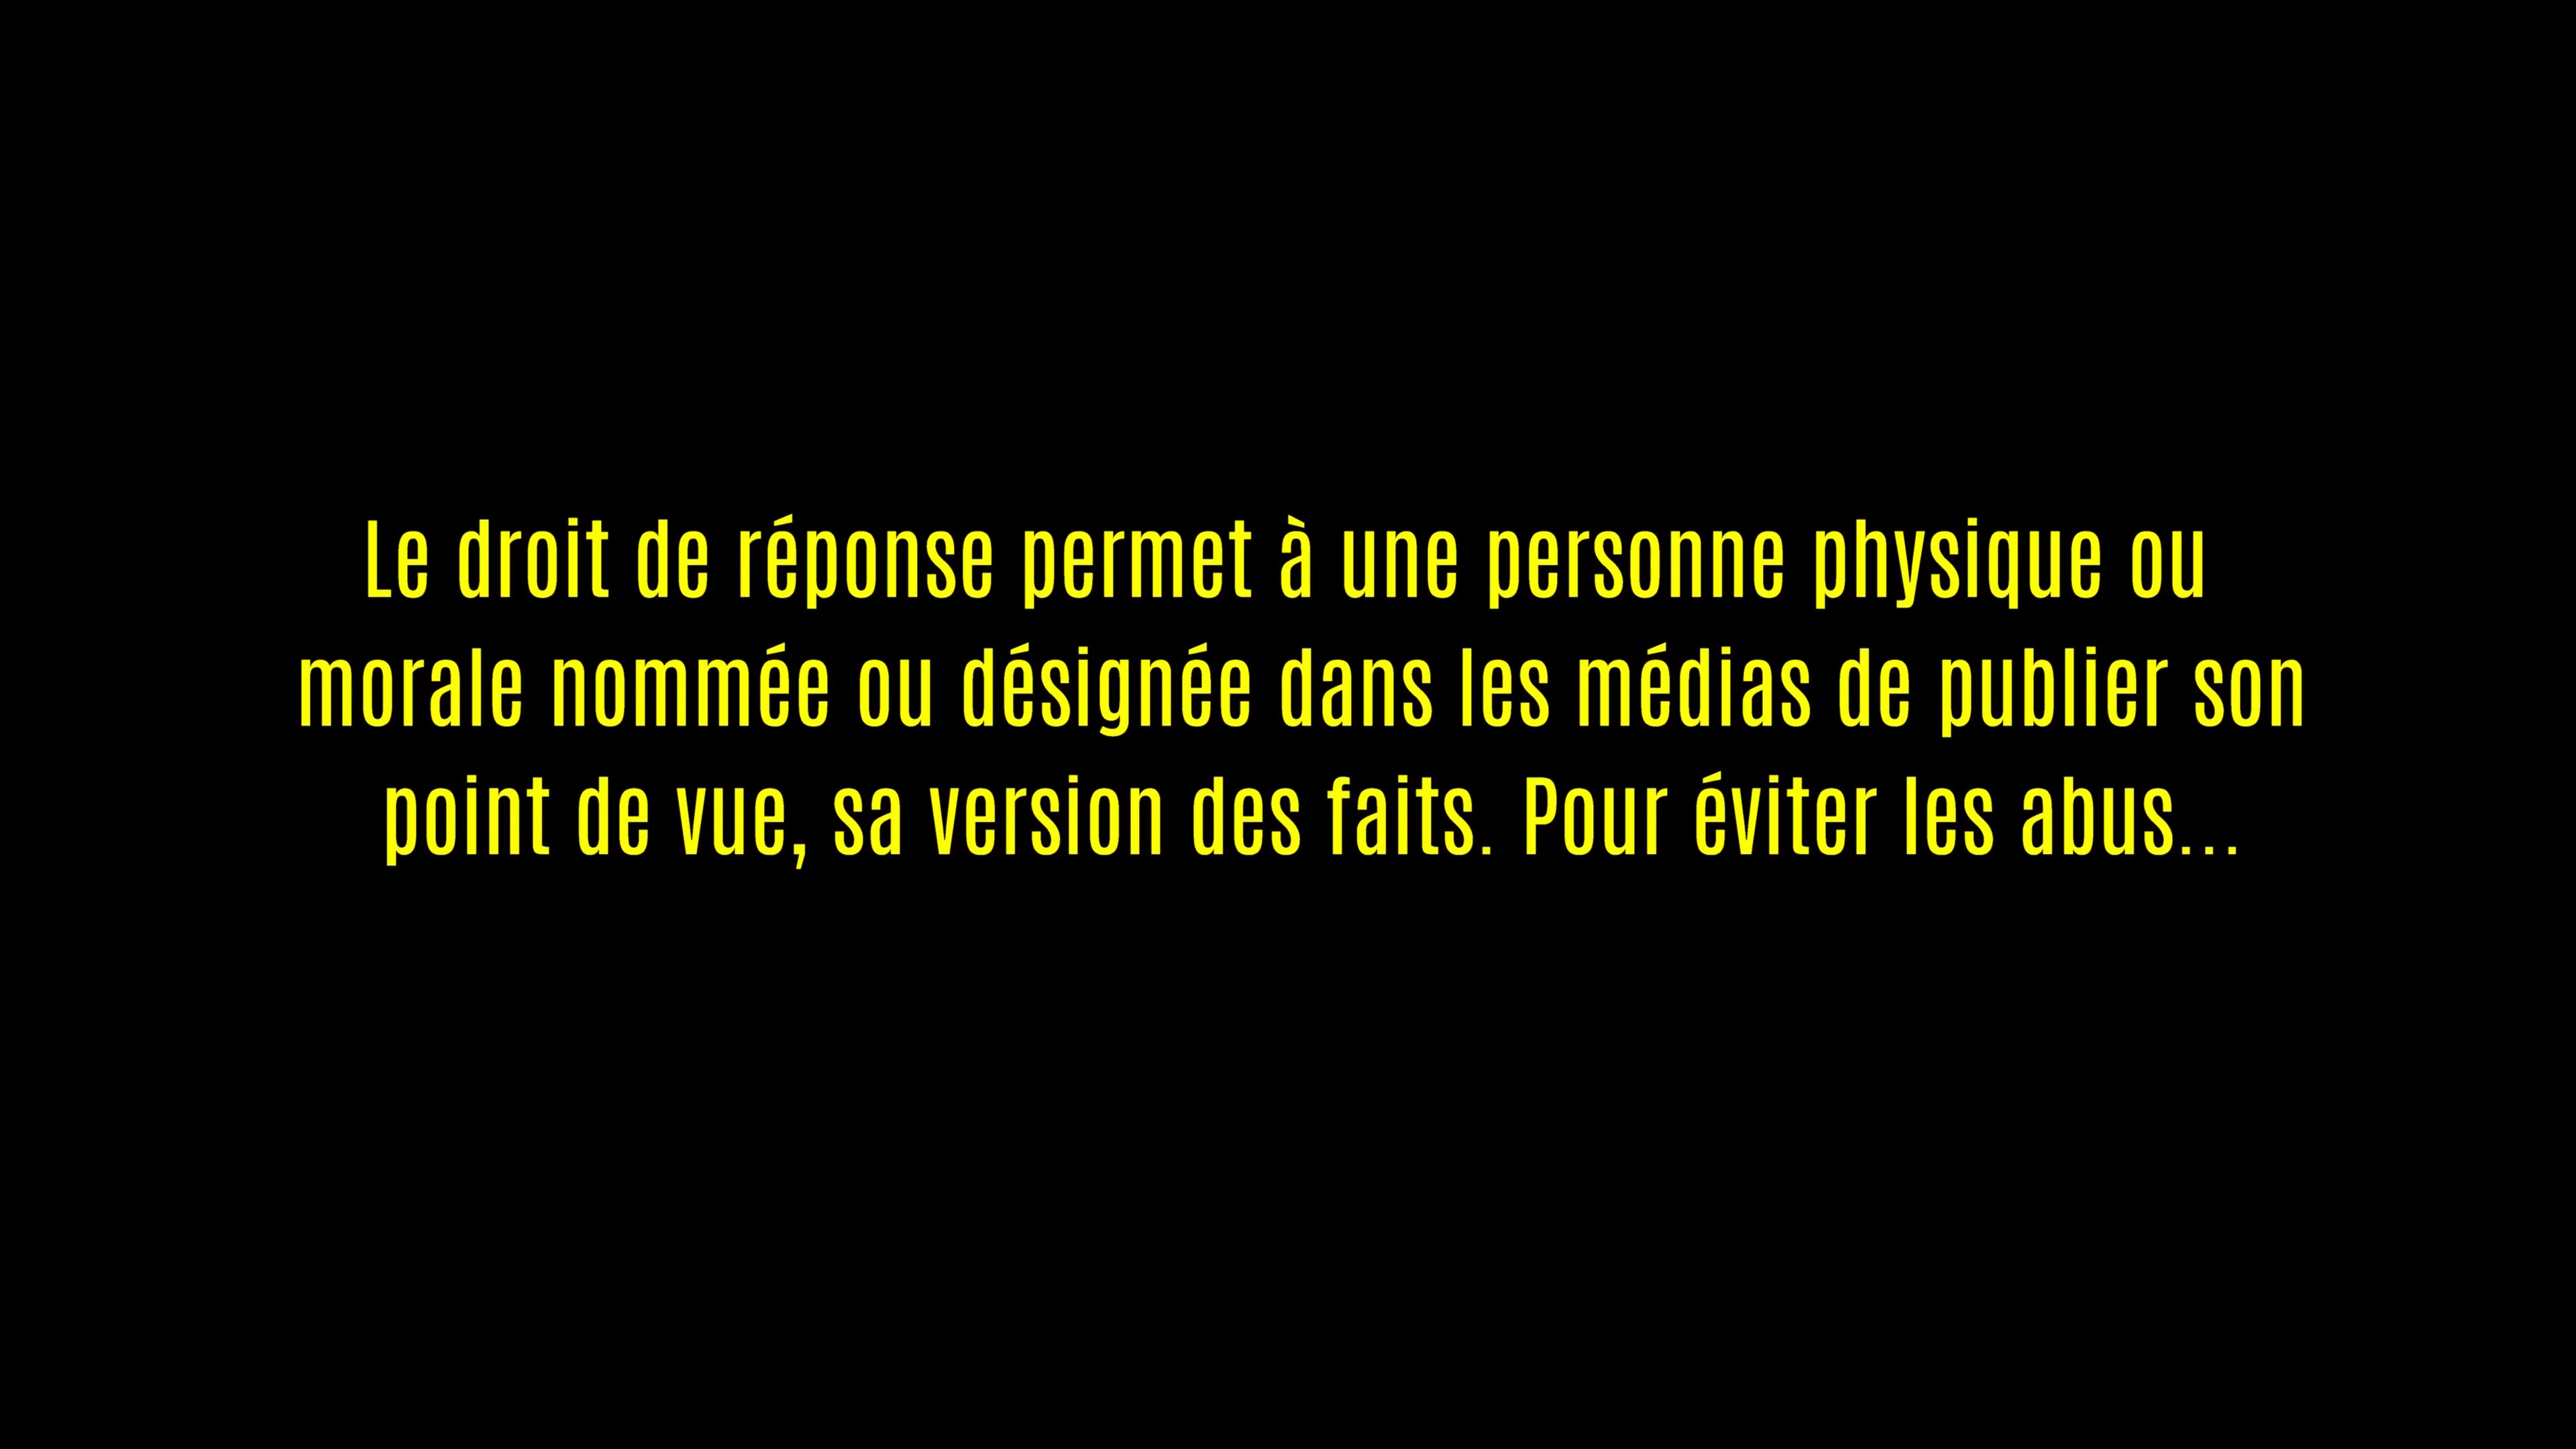 Le droit de réponse permet à une personne physique ou
morale nommée ou désignée dans les médias de publier son
point de vue, sa version des faits. Pour éviter les abus...